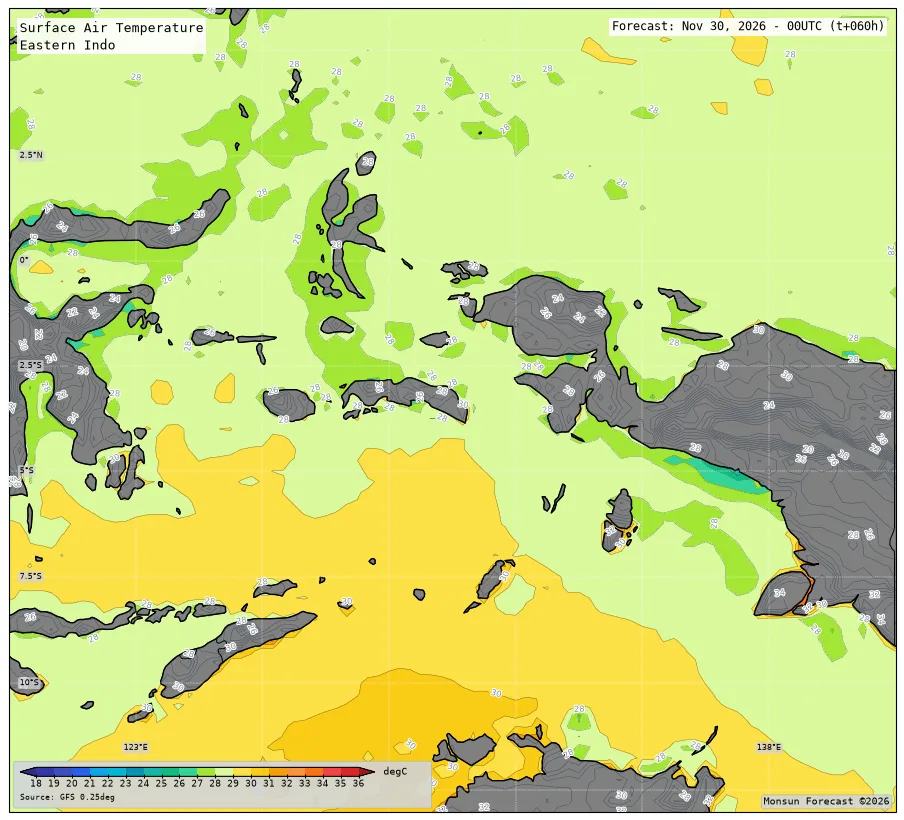 Surface Air Temperature
Eastern Indo
Forecast: Nov 30, 2026 - 00UTC (t+060h)
2.5°N
0°
2.5°S
5°S
7.5°S
10°S
123°E
138°E
degC
18 19 20 21 22 23 24 25 26 27 28 29 30 31 32 33 34 35 36
Source: GFS 0.25deg
Monsun Forecast ©2026